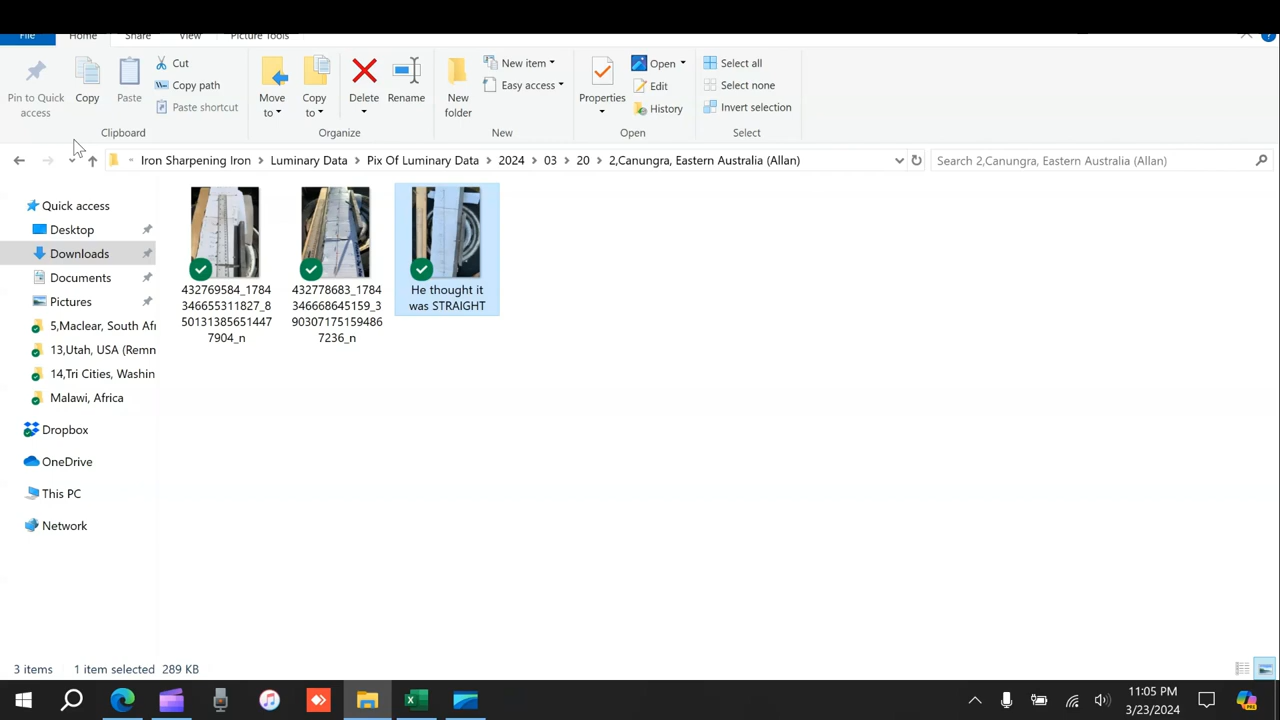 File
Home
Share
View
Picture Tools
Pin to Quick
access
Copy
Paste
Cut
Copy path
Paste shortcut
Clipboard
Move
to
Copy
to
Delete
Rename
Organize
New
folder
New item
Easy access
New
Properties
Open
Edit
History
Open
Select all
Select none
Invert selection
Select
« Iron Sharpening Iron > Luminary Data > Pix Of Luminary Data > 2024 > 03 > 20 > 2,Canungra, Eastern Australia (Allan)
Search 2,Canungra, Eastern Australia (Allan)
Quick access
Desktop
Downloads
Documents
Pictures
5,Maclear, South Afr
13,Utah, USA (Remn
14,Tri Cities, Washin
Malawi, Africa
Dropbox
OneDrive
This PC
Network
432769584_1784
346655311827_8
50131385651447
7904_n
432778683_1784
346668645159_3
90307175159486
7236_n
He thought it
was STRAIGHT
3 items
1 item selected 289 KB
11:05 PM
3/23/2024